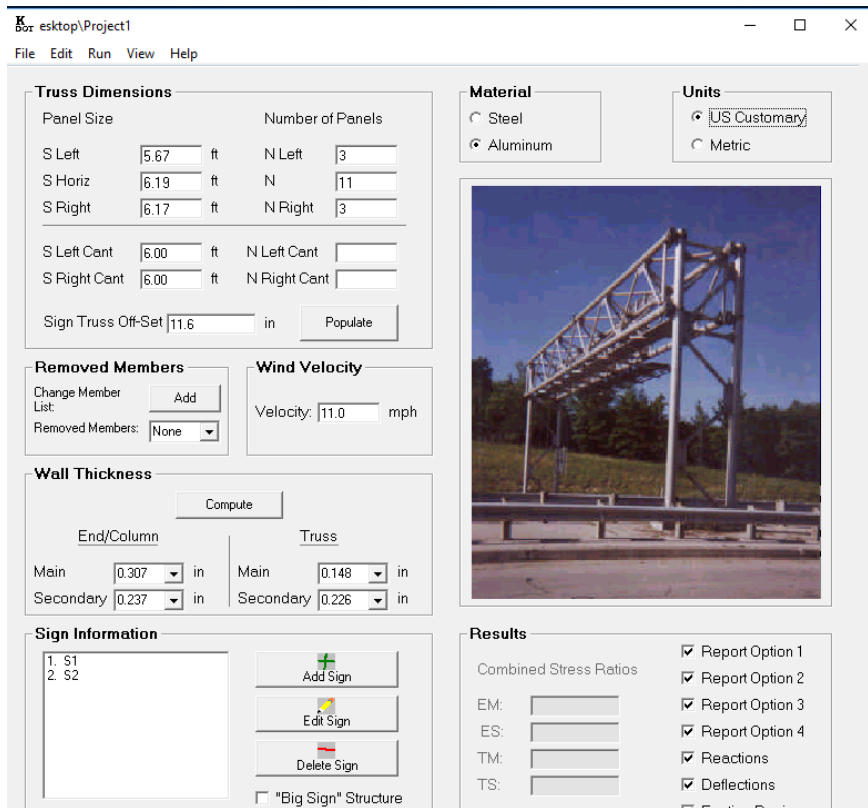 KDOT esktop\Project1
File Edit Run View Help
Truss Dimensions
Panel Size Number of Panels
S Left 5.67 ft N Left 3
S Horiz 6.19 ft N 11
S Right 6.17 ft N Right 3
S Left Cant 6.00 ft N Left Cant
S Right Cant 6.00 ft N Right Cant
Sign Truss Off-Set 11.6 in Populate
Removed Members
Change Member
List:
Add
Removed Members: None
Wind Velocity
Velocity: 11.0 mph
Wall Thickness
Compute
End/Column Truss
Main 0.307 in Main 0.148 in
Secondary 0.237 in Secondary 0.226 in
Sign Information
1. S1
2. S2
Add Sign
Edit Sign
Delete Sign
"Big Sign" Structure
Material
Steel
Aluminum
Units
US Customary
Metric
Results
Combined Stress Ratios
EM:
ES:
TM:
TS:
Report Option 1
Report Option 2
Report Option 3
Report Option 4
Reactions
Deflections